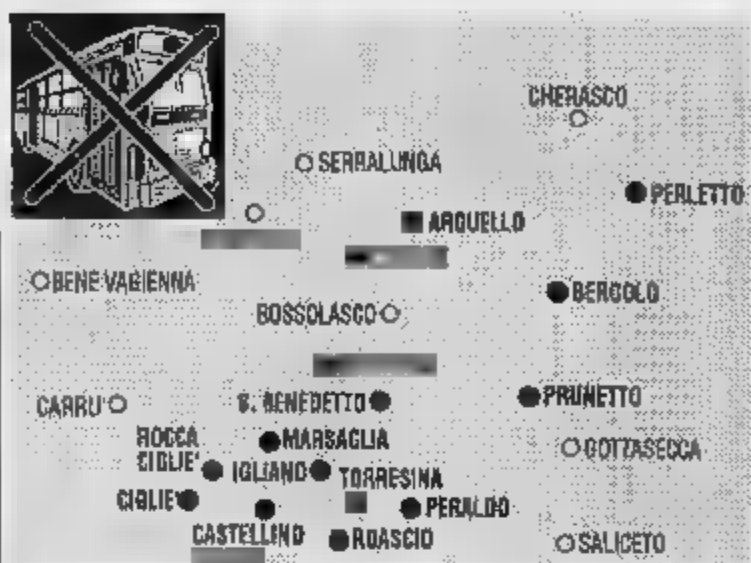 CHERASCO
SERRALUNGA
PERLETTO
ARGUELLO
BENE VAGIENNA
BERGOLO
BOSSOLASCO
CARRU'
S. BENEDETTO
PRUNETTO
ROCCA
CIGLIE'
MARSAGLIA
GOTTASECCA
IGLIANO
TORRESINA
CIGLIE'
PERALDO
CASTELLINO
ROASCIO
SALICETO